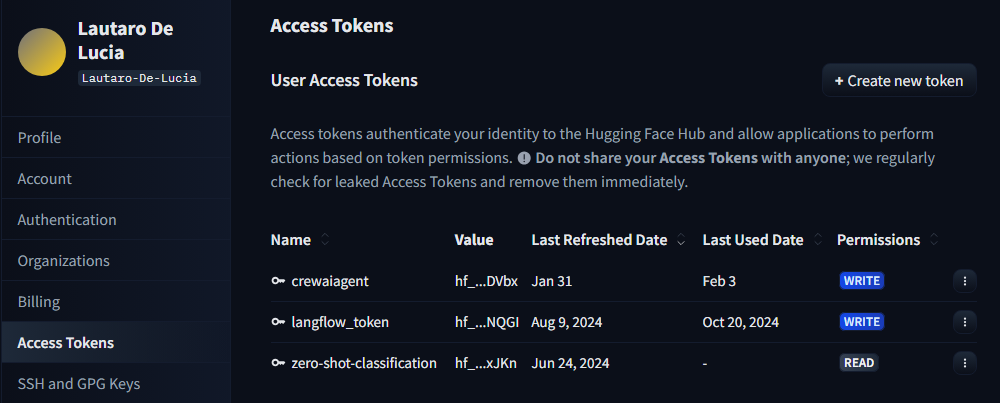 Lautaro De
Lucia
Lautaro-De-Lucia
Profile
Account
Authentication
Organizations
Billing
Access Tokens
SSH and GPG Keys
Access Tokens
User Access Tokens
+ Create new token
Access tokens authenticate your identity to the Hugging Face Hub and allow applications to perform
actions based on token permissions. Do not share your Access Tokens with anyone; we regularly
check for leaked Access Tokens and remove them immediately.
Name Value Last Refreshed Date Last Used Date Permissions
crewaiagent hf_...DVbx Jan 31 Feb 3 WRITE
langflow_token hf_...NQGI Aug 9, 2024 Oct 20, 2024 WRITE
zero-shot-classification hf_...xJKn Jun 24, 2024 - READ